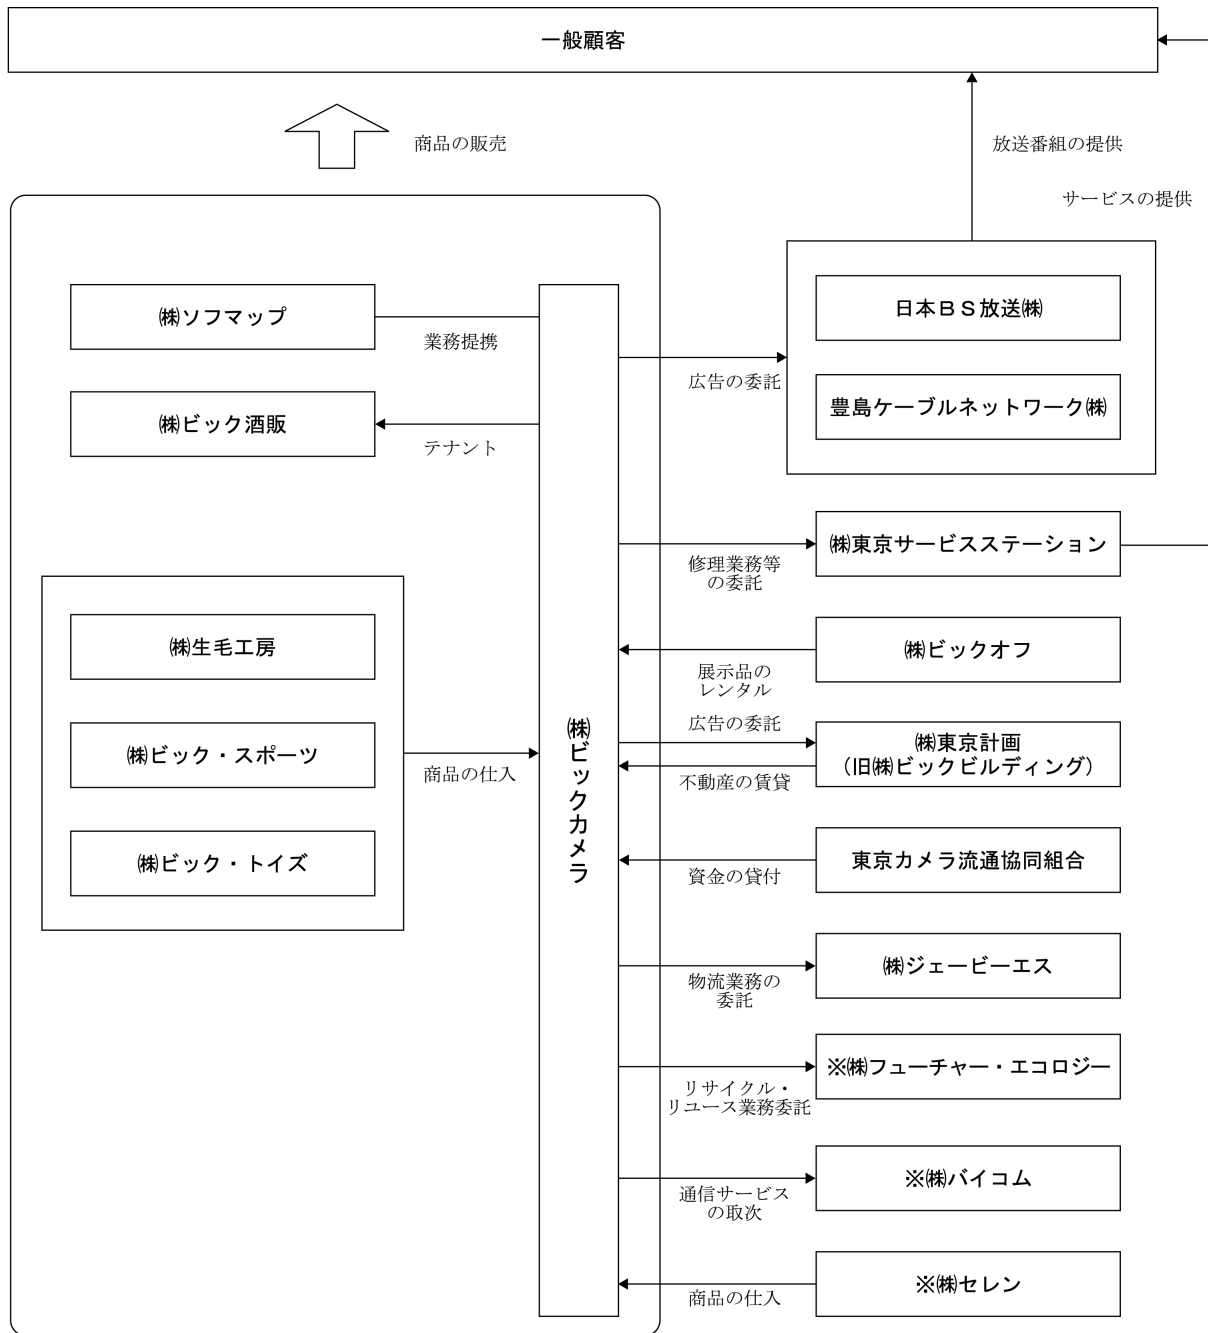 一般顧客
商品の販売
放送番組の提供
サービスの提供
㈱ソフマップ
業務提携
㈱ビック酒販
テナント
㈱生毛工房
㈱ビック・スポーツ
㈱ビック・トイズ
商品の仕入
㈱ビックカメラ
広告の委託
日本BS放送㈱
豊島ケーブルネットワーク㈱
修理業務等
の委託
㈱東京サービスステーション
展示品の
レンタル
㈱ビックオフ
広告の委託
不動産の賃貸
㈱東京計画
(旧㈱ビックビルディング)
資金の貸付
東京カメラ流通協同組合
物流業務の
委託
㈱ジェービーエス
リサイクル・
リユース業務委託
※㈱フューチャー・エコロジー
通信サービス
の取次
※㈱バイコム
商品の仕入
※㈱セレン